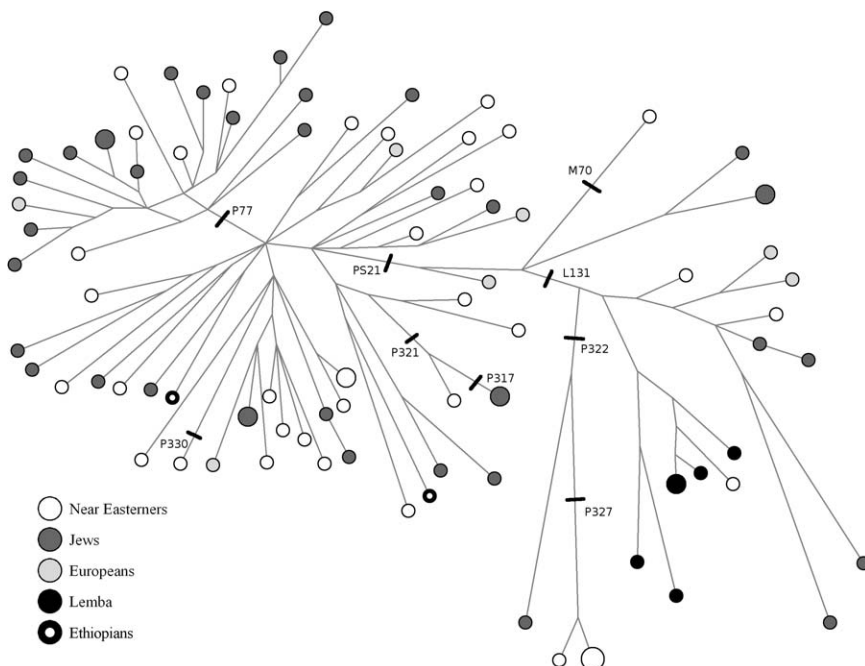 M70
P77
PS21
L131
P321
P322
P317
P330
P327
Near Easterners
Jews
Europeans
Lemba
Ethiopians